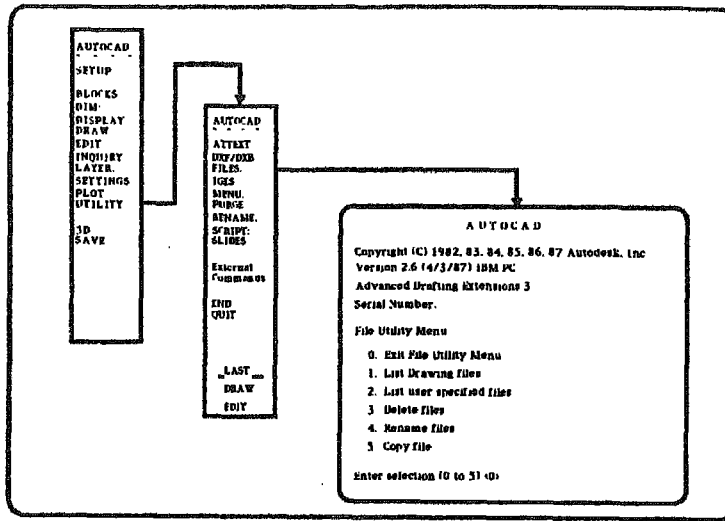 AUTOCAD
- - - -
SETUP
BLOCKS
DIM:
DISPLAY
DRAW
EDIT
INQUIRY
LAYER.
SETTINGS
PLOT
UTILITY
3D
SAVE
AUTOCAD
- - - -
ATTEXT
DXF/DXB
FILES.
IGES
MENU.
PURGE
RENAME.
SCRIPT:
SLIDES
External
Commands
END
QUIT
__LAST__
DRAW
EDIT
AUTOCAD
Copyright (C) 1982, 83, 84, 85, 86, 87 Autodesk, Inc
Version 2.6 (4/3/87) IBM PC
Advanced Drafting Extensions 3
Serial Number.
File Utility Menu
0. Exit File Utility Menu
1. List Drawing files
2. List user specified files
3 Delete files
4. Rename files
5 Copy file
Enter selection (0 to 5) <0>